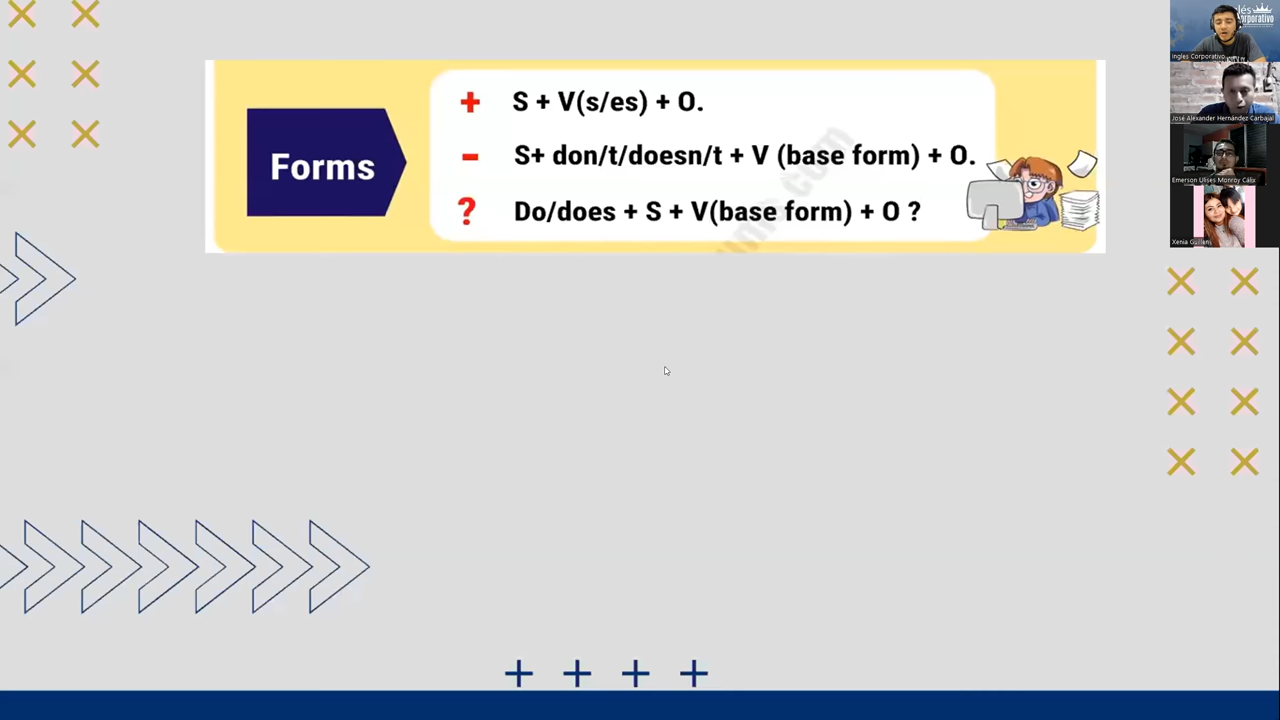 Forms
+ S + V(s/es) + O.
- S+ don/t/doesn/t + V (base form) + O.
? Do/does + S + V(base form) + O ?
Ingles Corporativo
José Alexander Hernández Carbajal
Emerson Ulises Monroy Cálix
Xenia Guillen